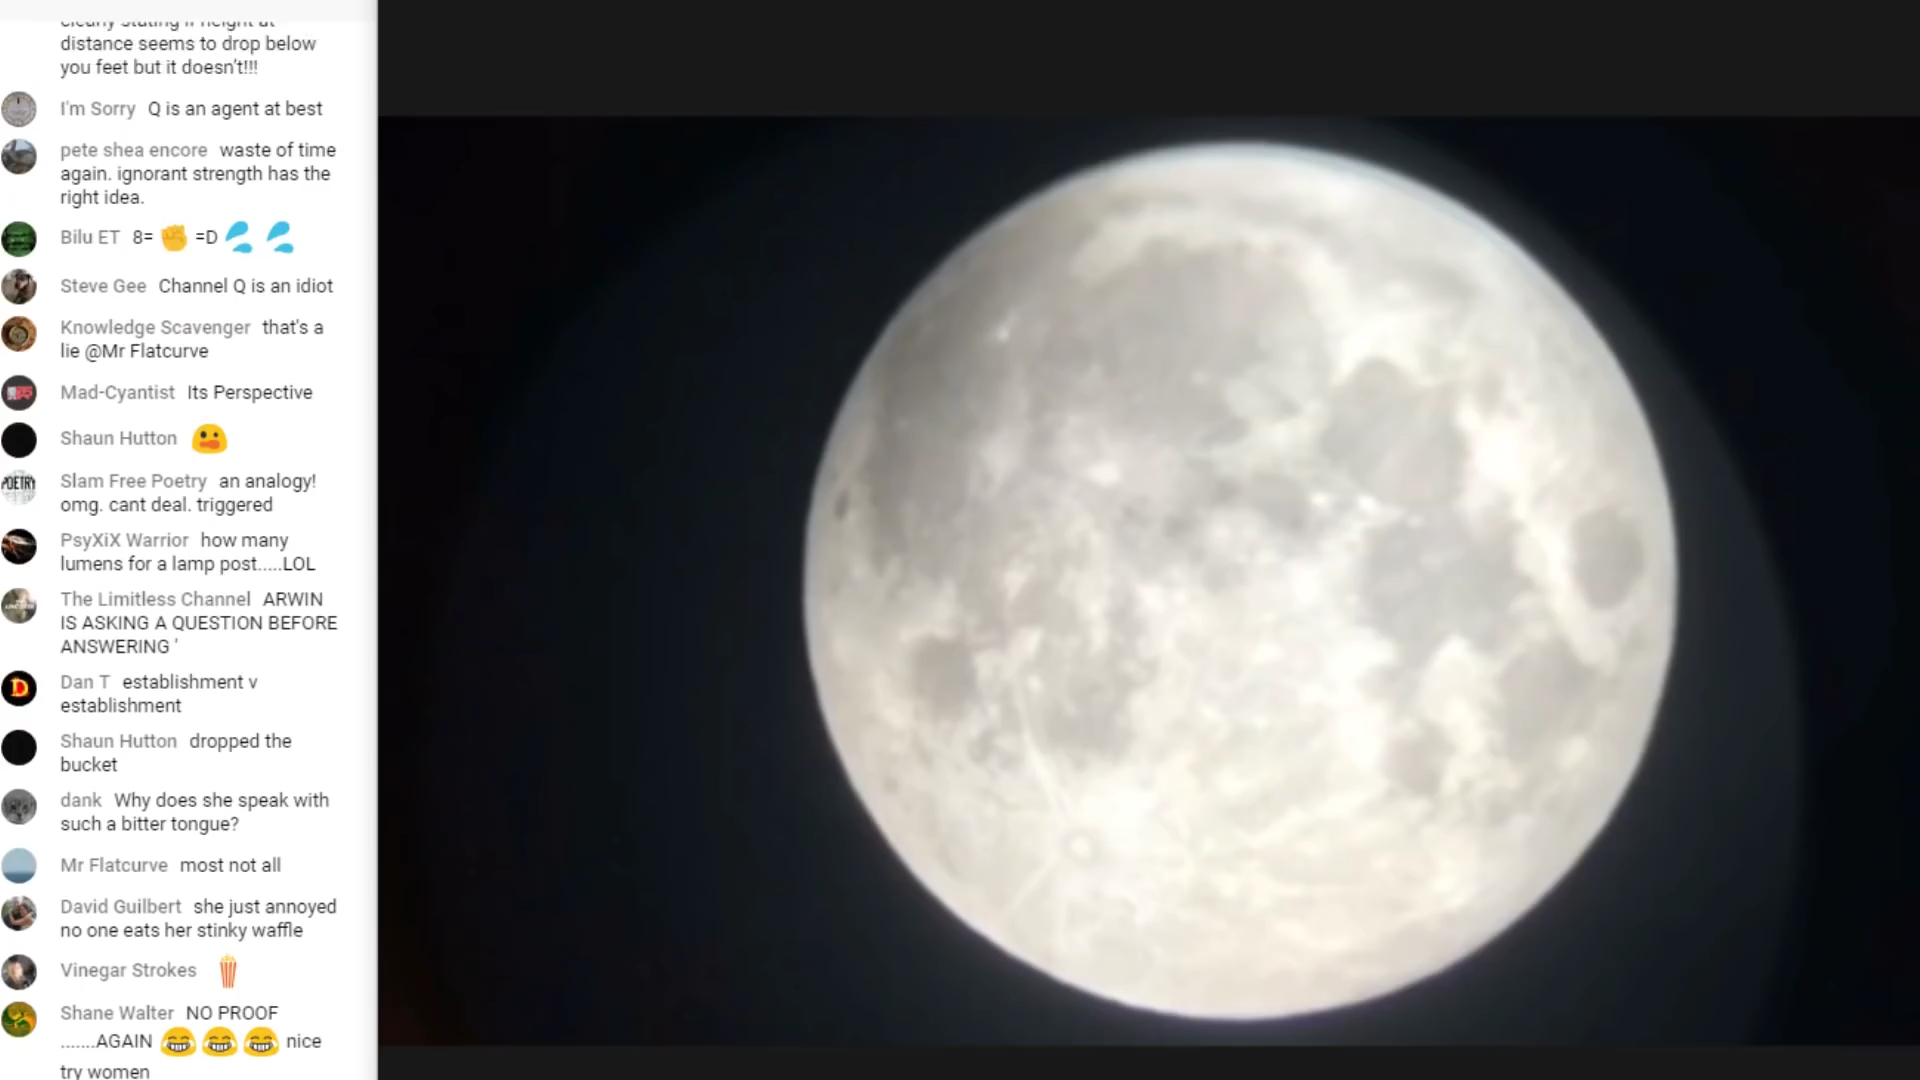 clearly stating if height at
distance seems to drop below
you feet but it doesn't!!!
I'm Sorry Q is an agent at best
pete shea encore waste of time
again. ignorant strength has the
right idea.
Bilu ET 8= ✊ =D 💦 💦
Steve Gee Channel Q is an idiot
Knowledge Scavenger that's a
lie @Mr Flatcurve
Mad-Cyantist Its Perspective
Shaun Hutton
POETRY
Slam Free Poetry an analogy!
omg. cant deal. triggered
PsyXiX Warrior how many
lumens for a lamp post.....LOL
The Limitless Channel ARWIN
IS ASKING A QUESTION BEFORE
ANSWERING '
D
Dan T establishment v
establishment
Shaun Hutton dropped the
bucket
dank Why does she speak with
such a bitter tongue?
Mr Flatcurve most not all
David Guilbert she just annoyed
no one eats her stinky waffle
Vinegar Strokes 🍿
Shane Walter NO PROOF
.......AGAIN 😂 😂 😂 nice
try women